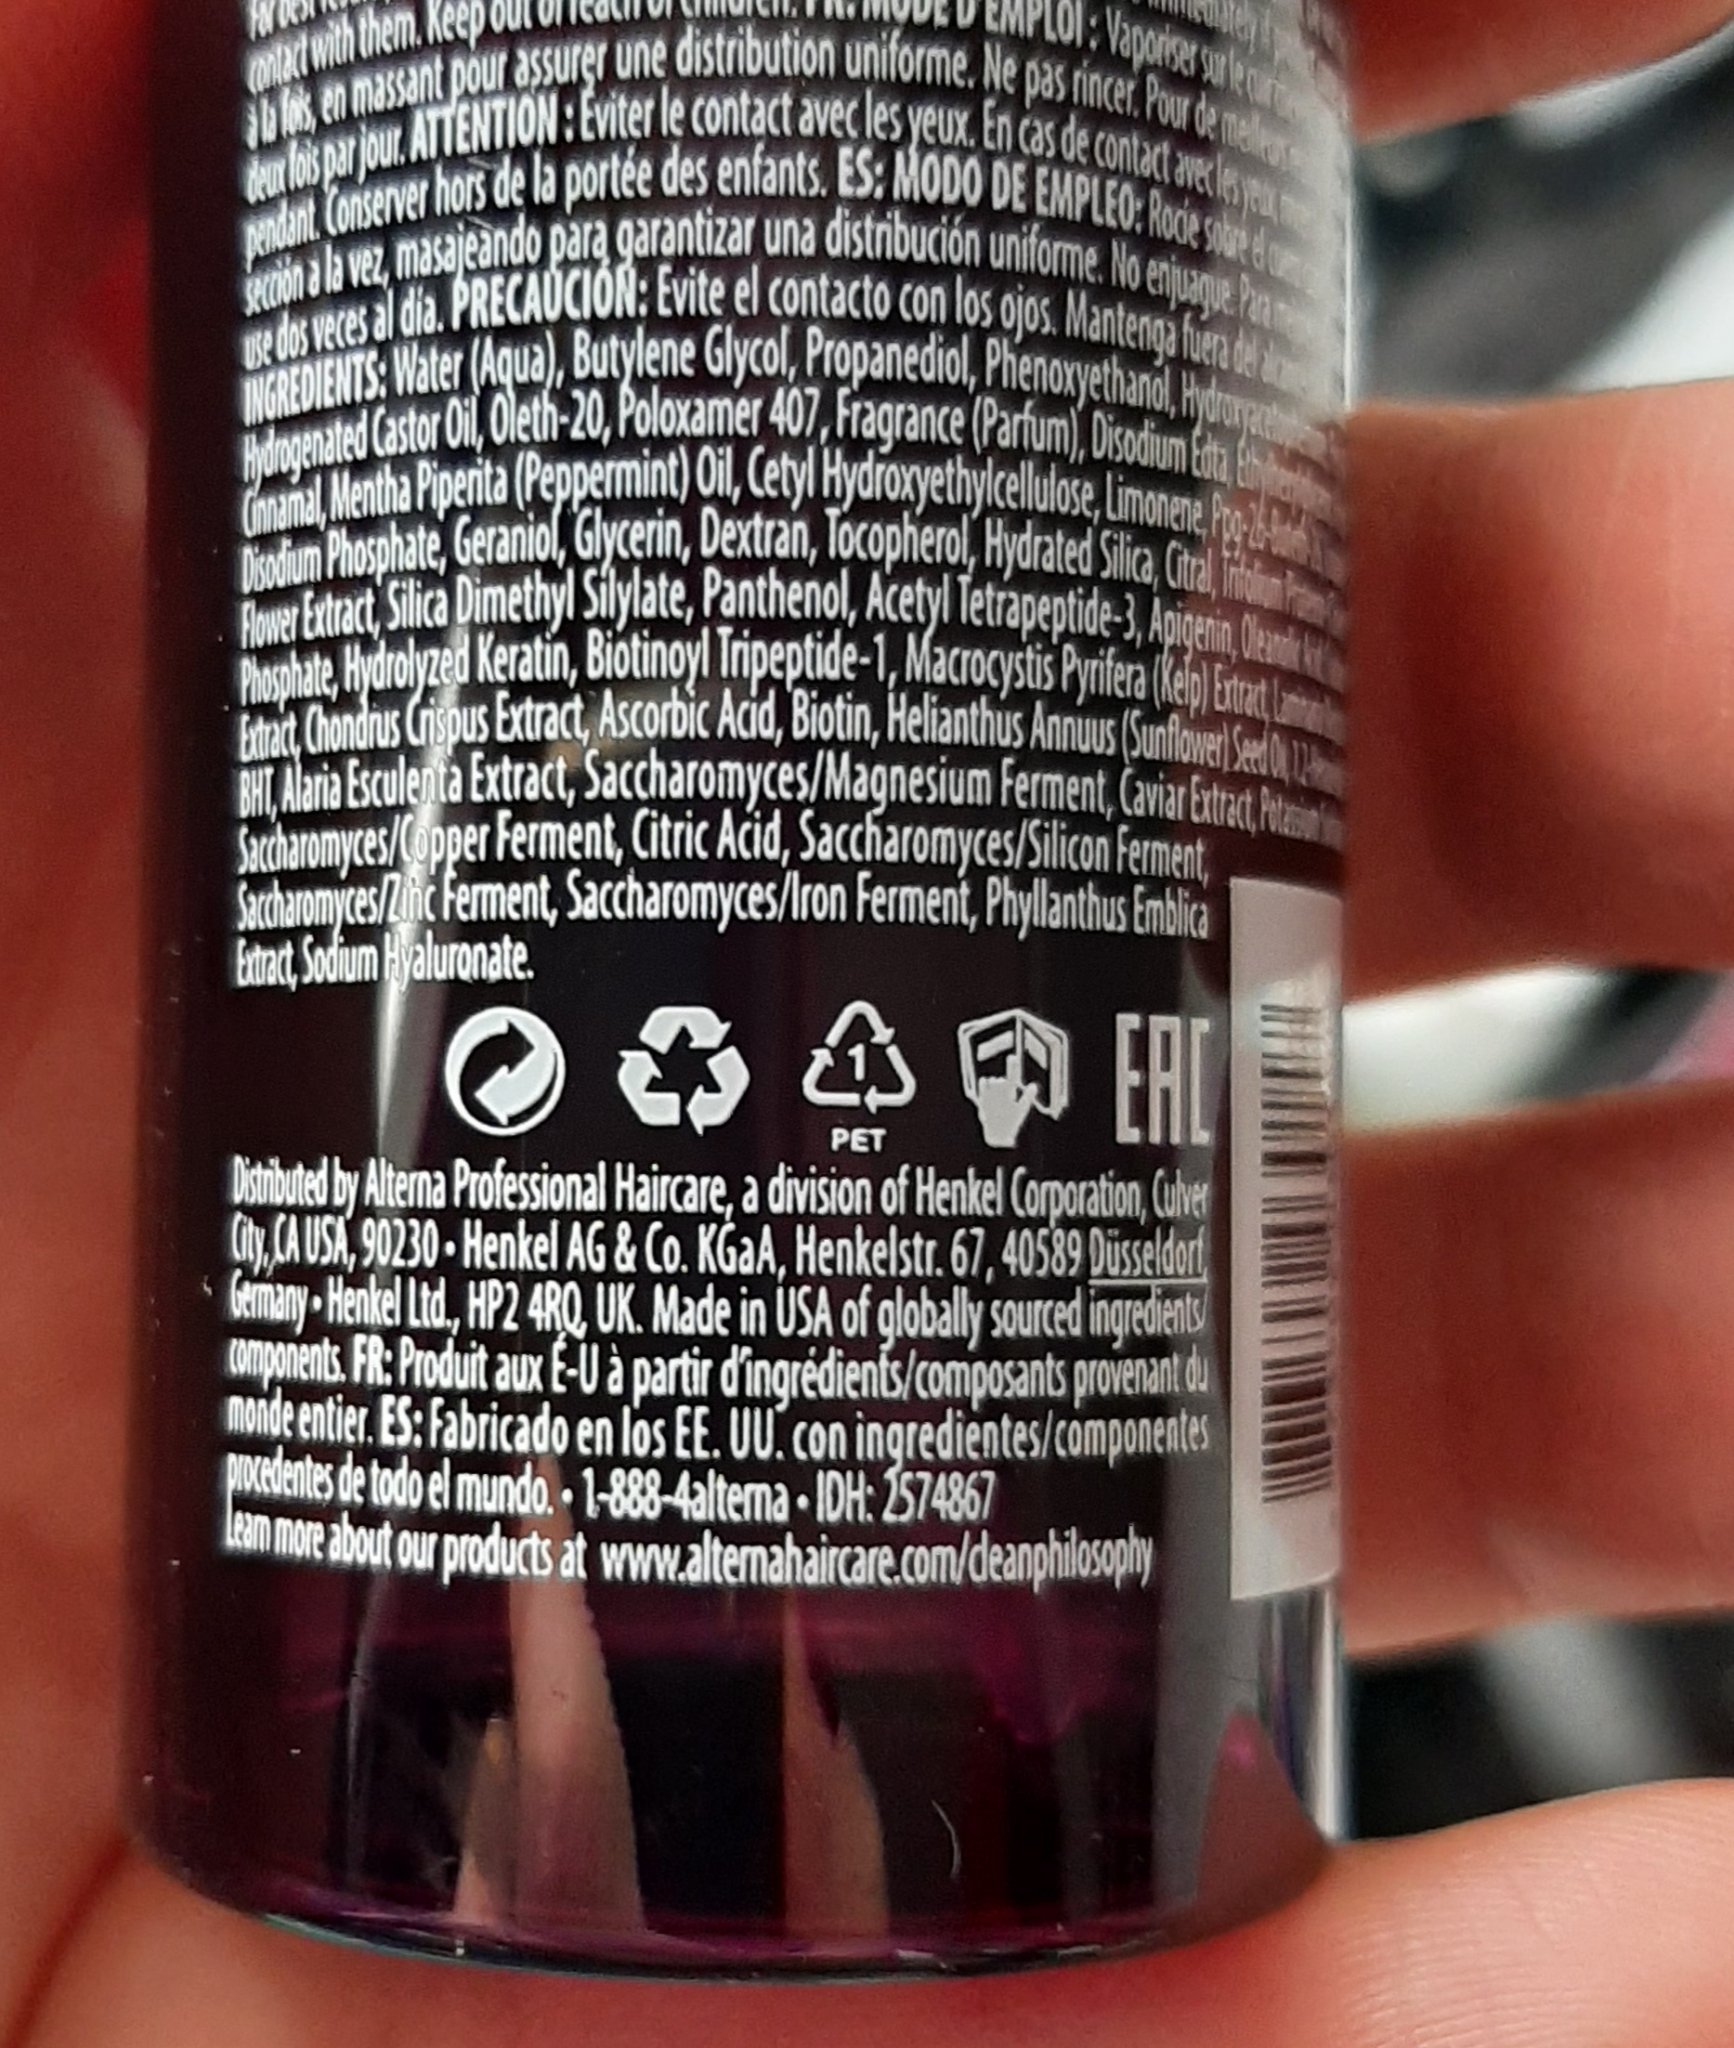 contact with them. Keep out of reach of children. FR: MODE D'EMPLOI : Vaporiser sur le
à la fois, en massant pour assurer une distribution uniforme. Ne pas rincer. Pour de meilleurs
deux fois par jour. ATTENTION : Éviter le contact avec les yeux. En cas de contact avec les yeux
pendant. Conserver hors de la portée des enfants. ES: MODO DE EMPLEO: Rocíe sobre el
sección a la vez, masajeando para garantizar una distribución uniforme. No enjuague. Para
use dos veces al día. PRECAUCIÓN: Evite el contacto con los ojos. Mantenga fuera del
INGREDIENTS: Water (Aqua), Butylene Glycol, Propanediol, Phenoxyethanol,
Hydrogenated Castor Oil, Oleth-20, Poloxamer 407, Fragrance (Parfum), Disodium Edta,
Cinnamal, Mentha Piperita (Peppermint) Oil, Cetyl Hydroxyethylcellulose, Limonene,
Disodium Phosphate, Geraniol, Glycerin, Dextran, Tocopherol, Hydrated Silica, Citral,
Flower Extract, Silica Dimethyl Silylate, Panthenol, Acetyl Tetrapeptide-3, Apigenin,
Phosphate, Hydrolyzed Keratin, Biotinoyl Tripeptide-1, Macrocystis Pyrifera (Kelp) Extract,
Extract, Chondrus Crispus Extract, Ascorbic Acid, Biotin, Helianthus Annuus (Sunflower) Seed Oil,
BHT, Alaria Esculenta Extract, Saccharomyces/Magnesium Ferment, Caviar Extract, Potassium
Saccharomyces/Copper Ferment, Citric Acid, Saccharomyces/Silicon Ferment,
Saccharomyces/Zinc Ferment, Saccharomyces/Iron Ferment, Phyllanthus Emblica
Extract, Sodium Hyaluronate.
1
PET
EAC
Distributed by Alterna Professional Haircare, a division of Henkel Corporation, Culver
City, CA USA, 90230 • Henkel AG & Co. KGaA, Henkelstr. 67, 40589 Düsseldorf,
Germany • Henkel Ltd., HP2 4RQ, UK. Made in USA of globally sourced ingredients/
components. FR: Produit aux É-U à partir d'ingrédients/composants provenant du
monde entier. ES: Fabricado en los EE. UU. con ingredientes/componentes
procedentes de todo el mundo. • 1-888-4alterna • IDH: 2574867
Learn more about our products at www.alternahaircare.com/cleanphilosophy